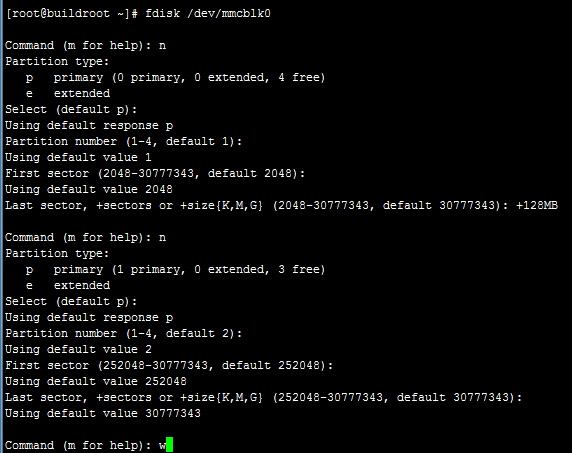 [root@buildroot ~]# fdisk /dev/mmcblk0
Command (m for help): n
Partition type:
p   primary (0 primary, 0 extended, 4 free)
e   extended
Select (default p):
Using default response p
Partition number (1-4, default 1):
Using default value 1
First sector (2048-30777343, default 2048):
Using default value 2048
Last sector, +sectors or +size{K,M,G} (2048-30777343, default 30777343): +128MB
Command (m for help): n
Partition type:
p   primary (1 primary, 0 extended, 3 free)
e   extended
Select (default p):
Using default response p
Partition number (1-4, default 2):
Using default value 2
First sector (252048-30777343, default 252048):
Using default value 252048
Last sector, +sectors or +size{K,M,G} (252048-30777343, default 30777343):
Using default value 30777343
Command (m for help): w